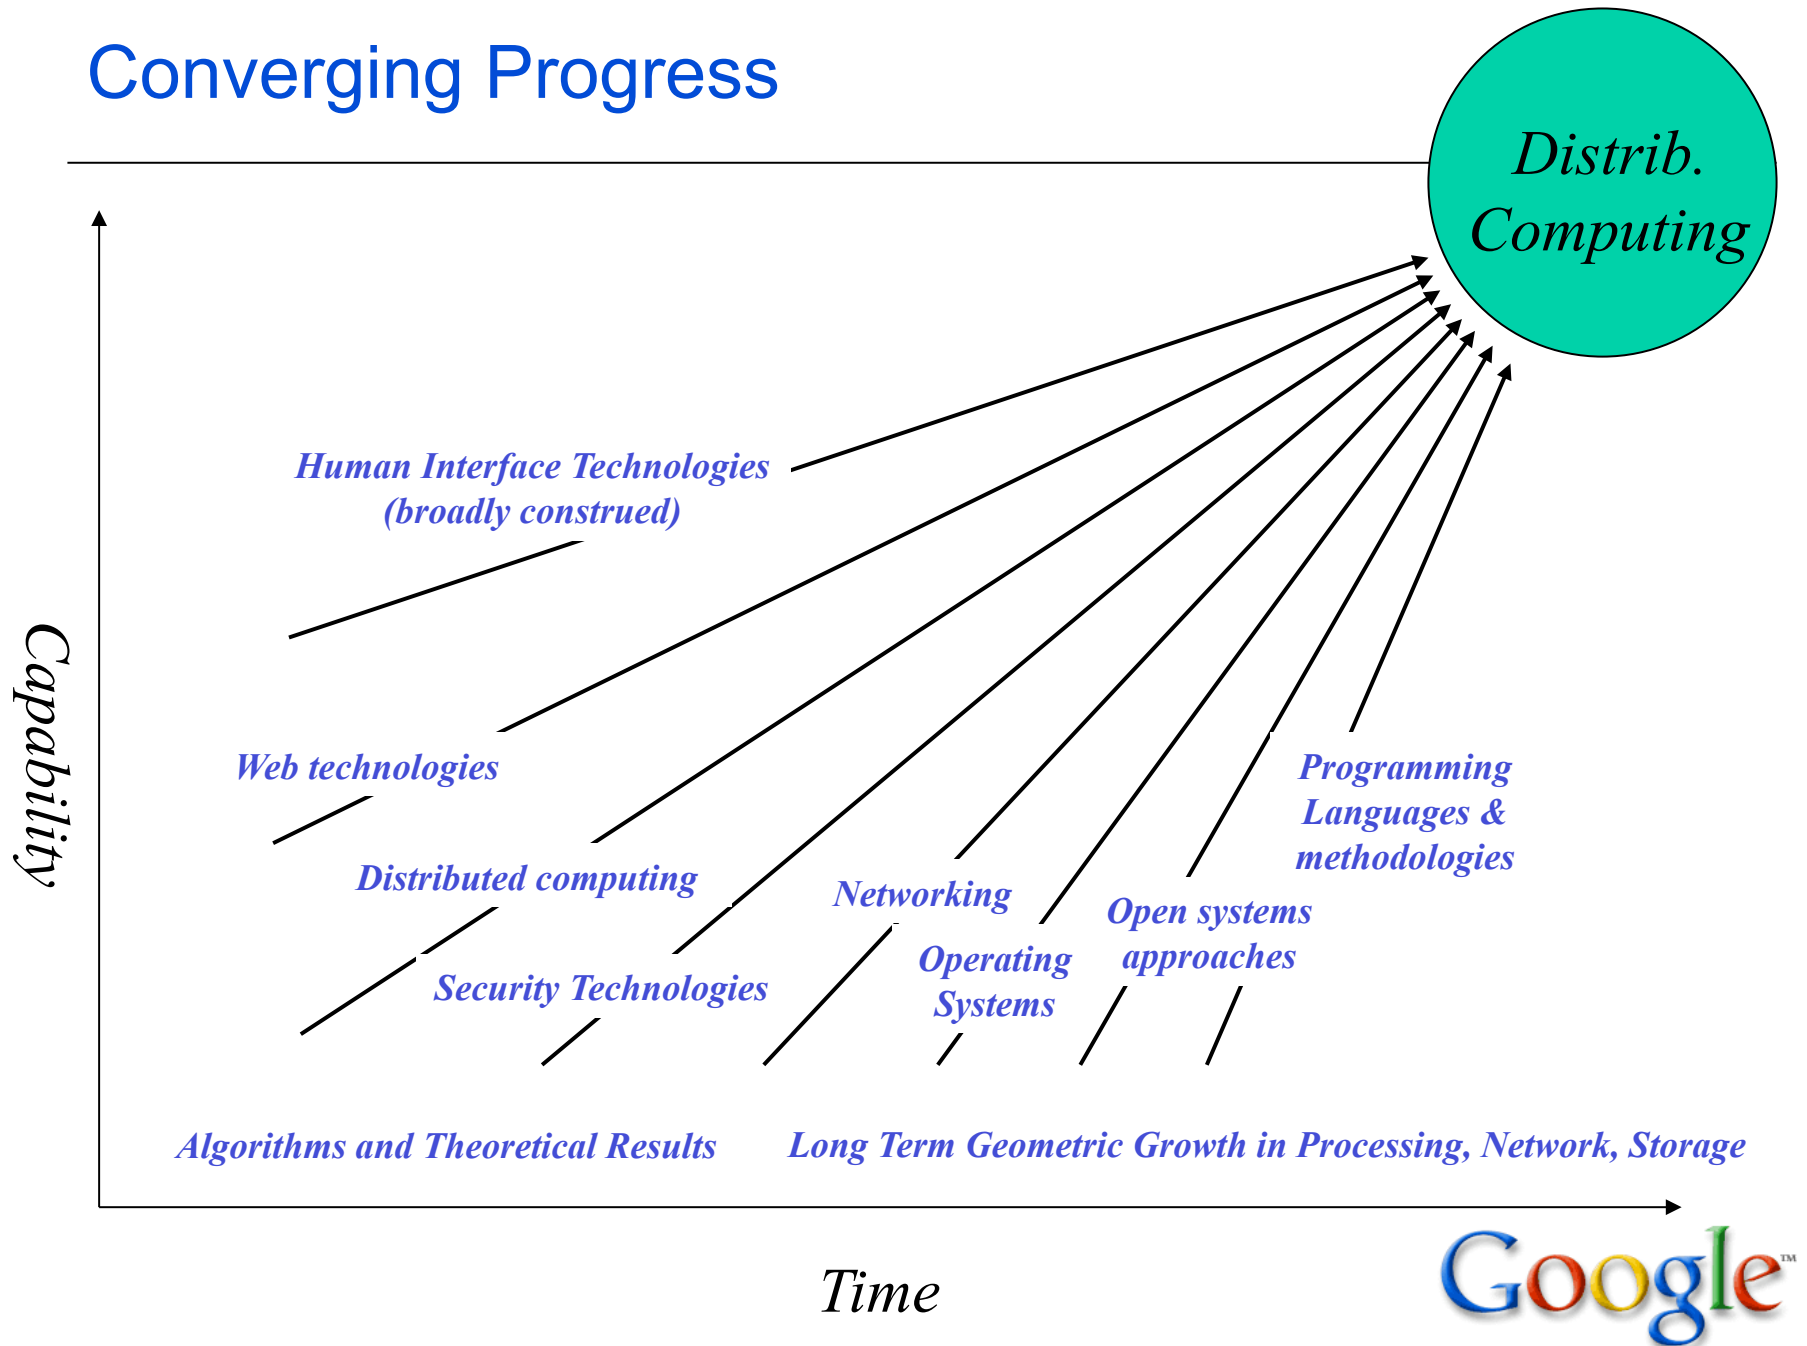 Converging Progress
Distrib.
Computing
Human Interface Technologies
(broadly construed)
Capability
Web technologies
Programming
Languages &
methodologies
Distributed computing
Networking
Open systems
approaches
Operating
Systems
Security Technologies
Algorithms and Theoretical Results
Long Term Geometric Growth in Processing, Network, Storage
Time
Google™